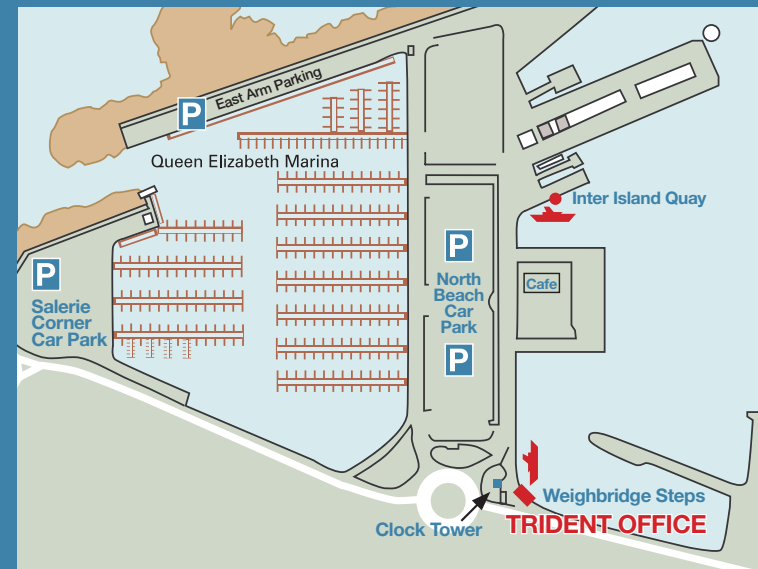 East Arm Parking
P
Queen Elizabeth Marina
Inter Island Quay
P
P
North
Beach
Car
Park
Cafe
Salerie
Corner
Car Park
P
Weighbridge Steps
TRIDENT OFFICE
Clock Tower